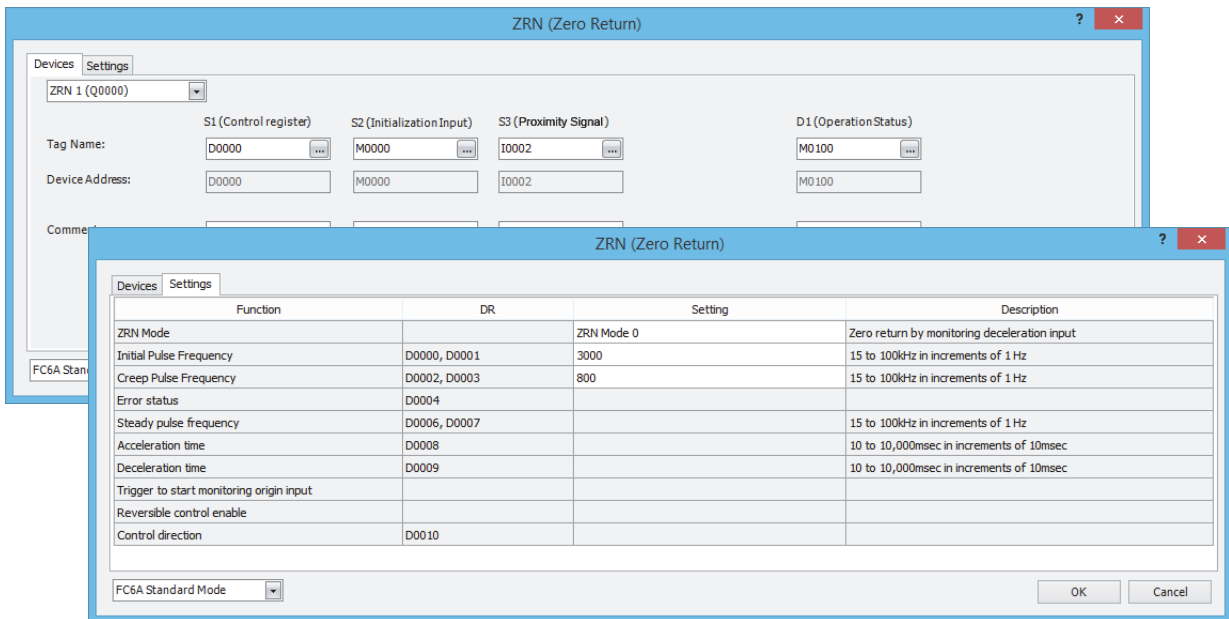 ZRN (Zero Return)
?
Devices Settings
ZRN 1 (Q0000)
S1 (Control register) S2 (Initialization Input) S3 (Proximity Signal) D1 (Operation Status)
Tag Name: D0000 ... M0000 ... I0002 ... M0100 ...
Device Address: D0000 M0000 I0002 M0100
ZRN (Zero Return)
?
Devices Settings
Function DR Setting Description
ZRN Mode ZRN Mode 0 Zero return by monitoring deceleration input
Initial Pulse Frequency D0000, D0001 3000 15 to 100kHz in increments of 1 Hz
Creep Pulse Frequency D0002, D0003 800 15 to 100kHz in increments of 1 Hz
Error status D0004
Steady pulse frequency D0006, D0007 15 to 100kHz in increments of 1 Hz
Acceleration time D0008 10 to 10,000msec in increments of 10msec
Deceleration time D0009 10 to 10,000msec in increments of 10msec
Trigger to start monitoring origin input
Reversible control enable
Control direction D0010
FC6A Standard Mode OK Cancel